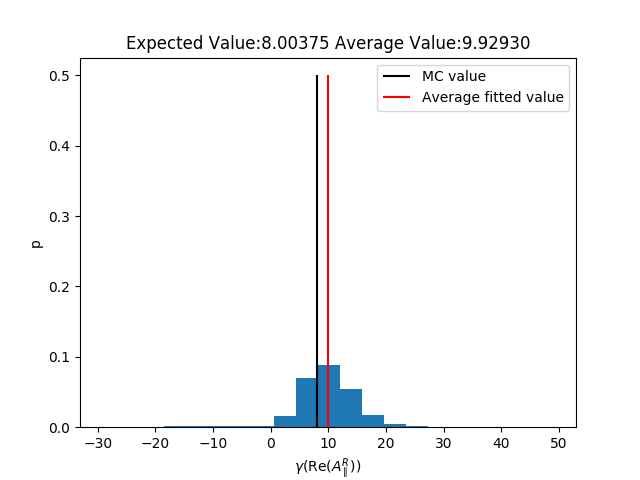 Expected Value:8.00375 Average Value:9.92930
MC value
Average fitted value
p
0.5
0.4
0.3
0.2
0.1
0.0
−30 −20 −10 0 10 20 30 40 50
γ(Re(A_∥^R))